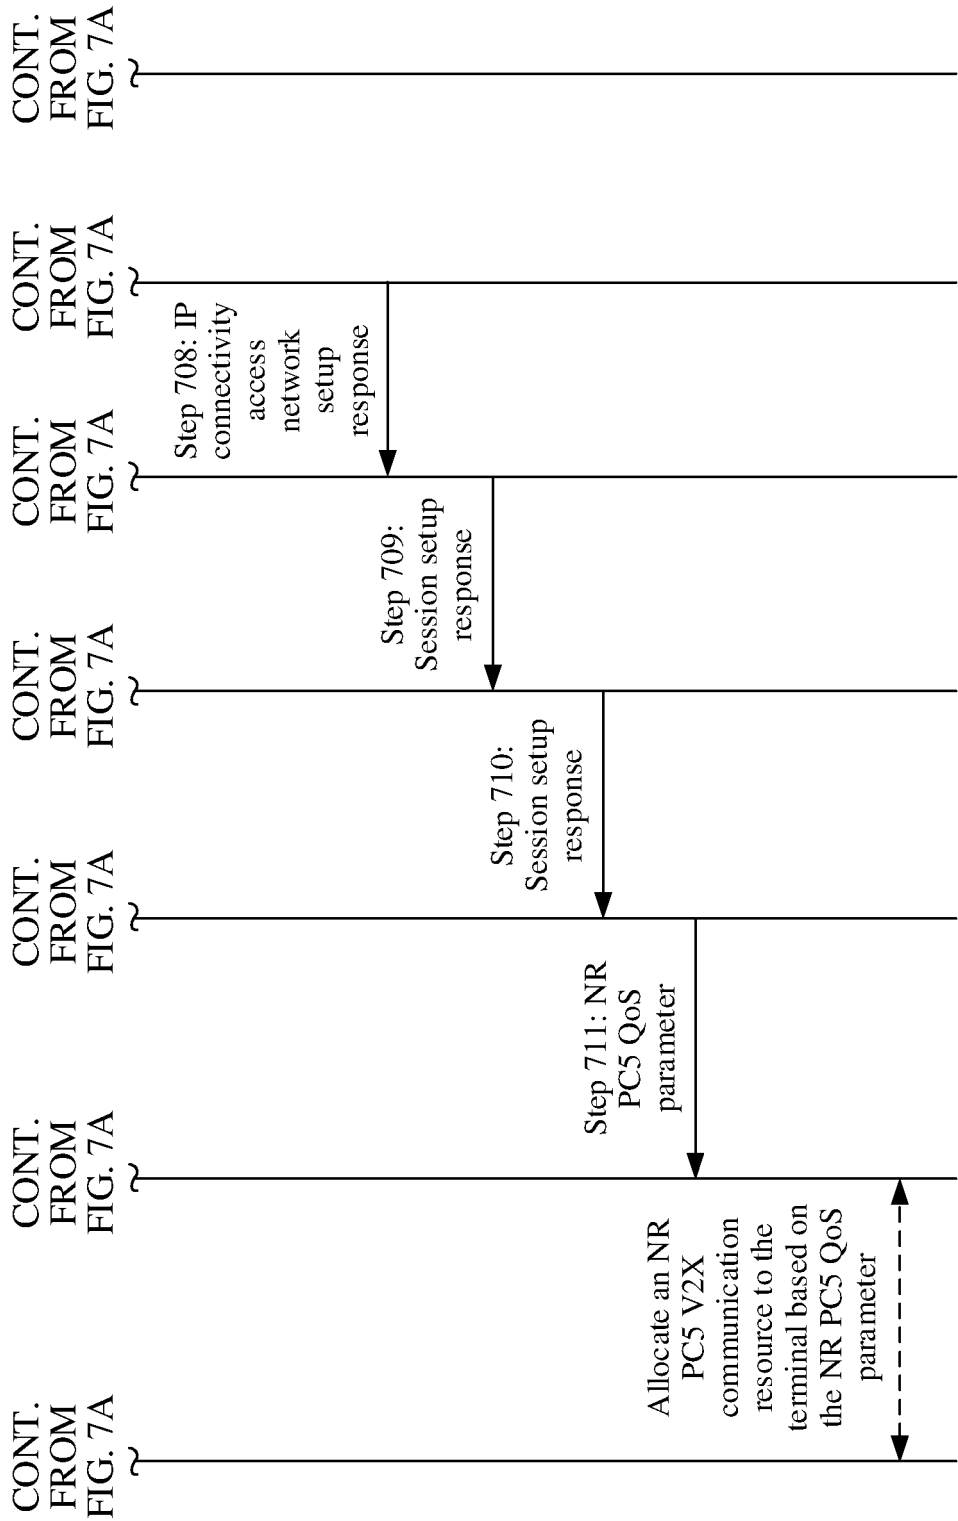 CONT.
FROM
FIG. 7A
CONT.
FROM
FIG. 7A
CONT.
FROM
FIG. 7A
CONT.
FROM
FIG. 7A
CONT.
FROM
FIG. 7A
CONT.
FROM
FIG. 7A
CONT.
FROM
FIG. 7A
Step 708: IP
connectivity
access
network
setup
response
Step 709:
Session setup
response
Step 710:
Session setup
response
Step 711: NR
PC5 QoS
parameter
Allocate an NR
PC5 V2X
communication
resource to the
terminal based on
the NR PC5 QoS
parameter